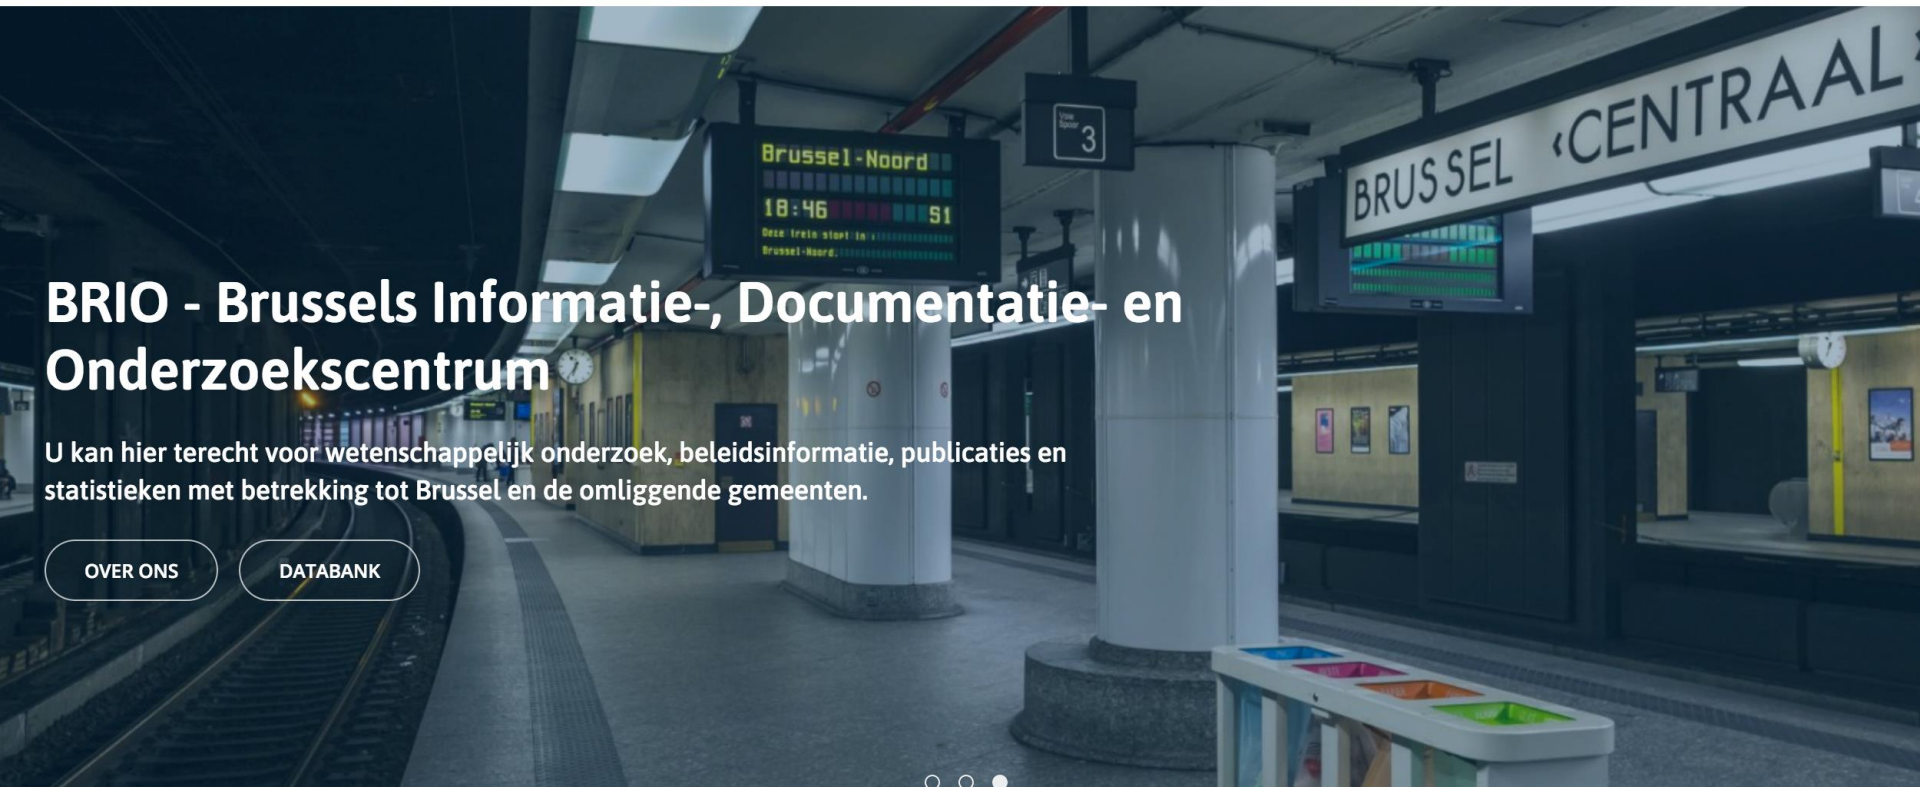 Brussel-Noord
18:46 S1
Deze trein stopt in :
Brussel-Noord.
Voie
Spoor 3
BRUSSEL ‹CENTRAAL›
BRIO - Brussels Informatie-, Documentatie- en
Onderzoekscentrum
U kan hier terecht voor wetenschappelijk onderzoek, beleidsinformatie, publicaties en
statistieken met betrekking tot Brussel en de omliggende gemeenten.
OVER ONS
DATABANK